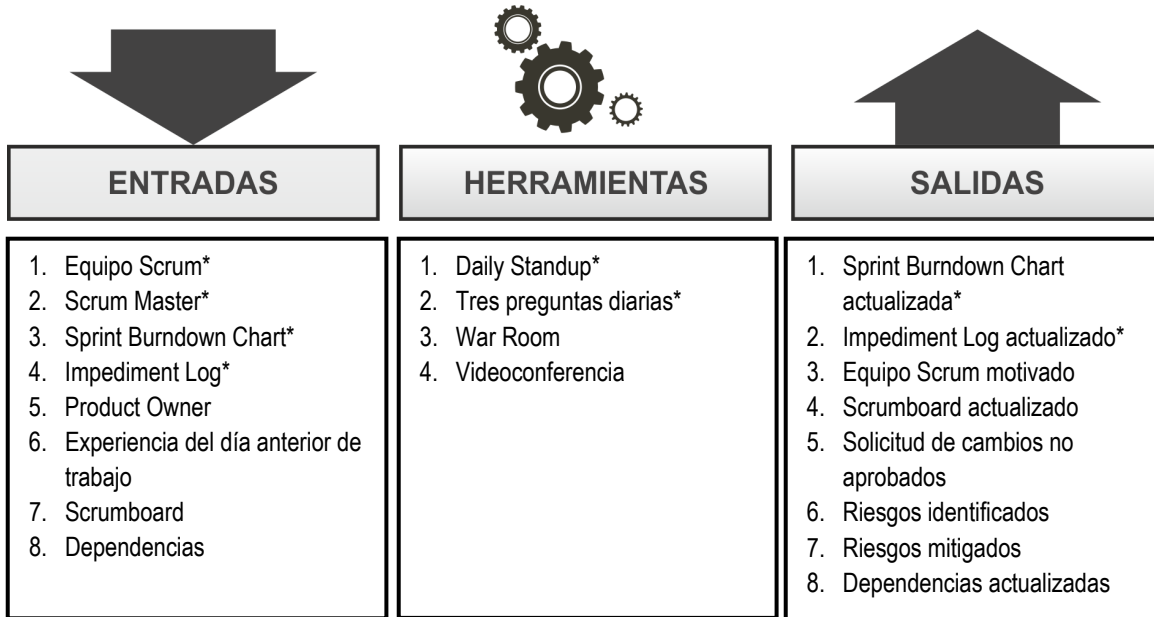 ENTRADAS
1. Equipo Scrum*
2. Scrum Master*
3. Sprint Burndown Chart*
4. Impediment Log*
5. Product Owner
6. Experiencia del día anterior de
trabajo
7. Scrumboard
8. Dependencias
HERRAMIENTAS
1. Daily Standup*
2. Tres preguntas diarias*
3. War Room
4. Videoconferencia
SALIDAS
1. Sprint Burndown Chart
actualizada*
2. Impediment Log actualizado*
3. Equipo Scrum motivado
4. Scrumboard actualizado
5. Solicitud de cambios no
aprobados
6. Riesgos identificados
7. Riesgos mitigados
8. Dependencias actualizadas